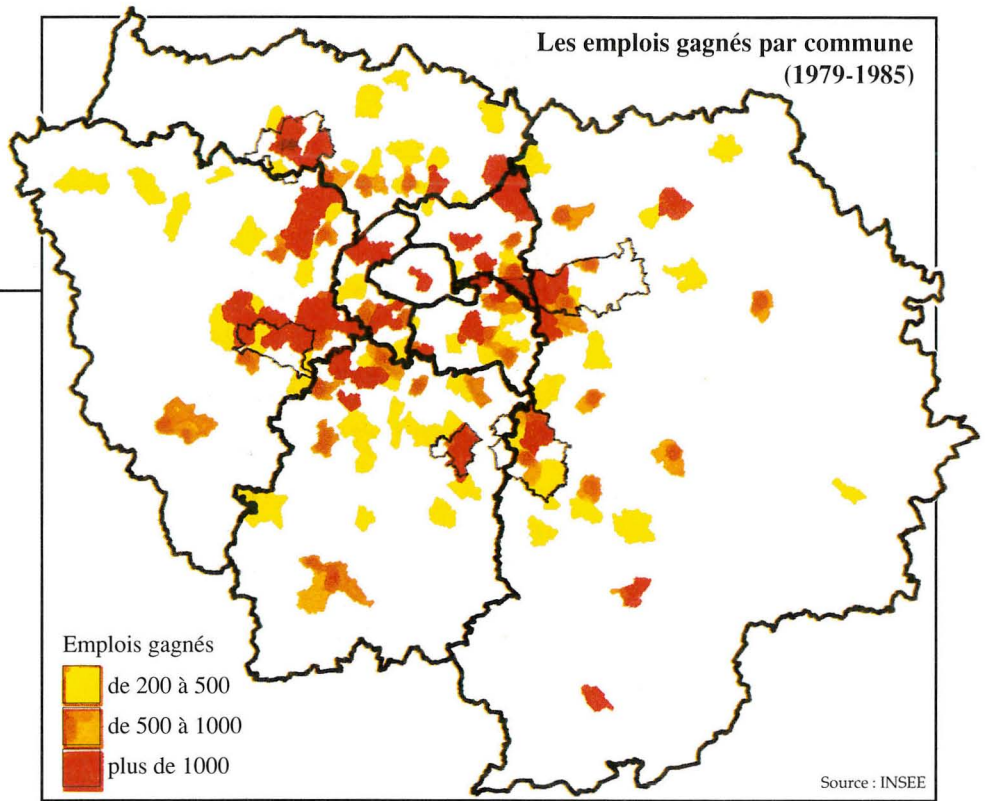 Les emplois gagnés par commune
(1979-1985)
Emplois gagnés
de 200 à 500
de 500 à 1000
plus de 1000
Source : INSEE